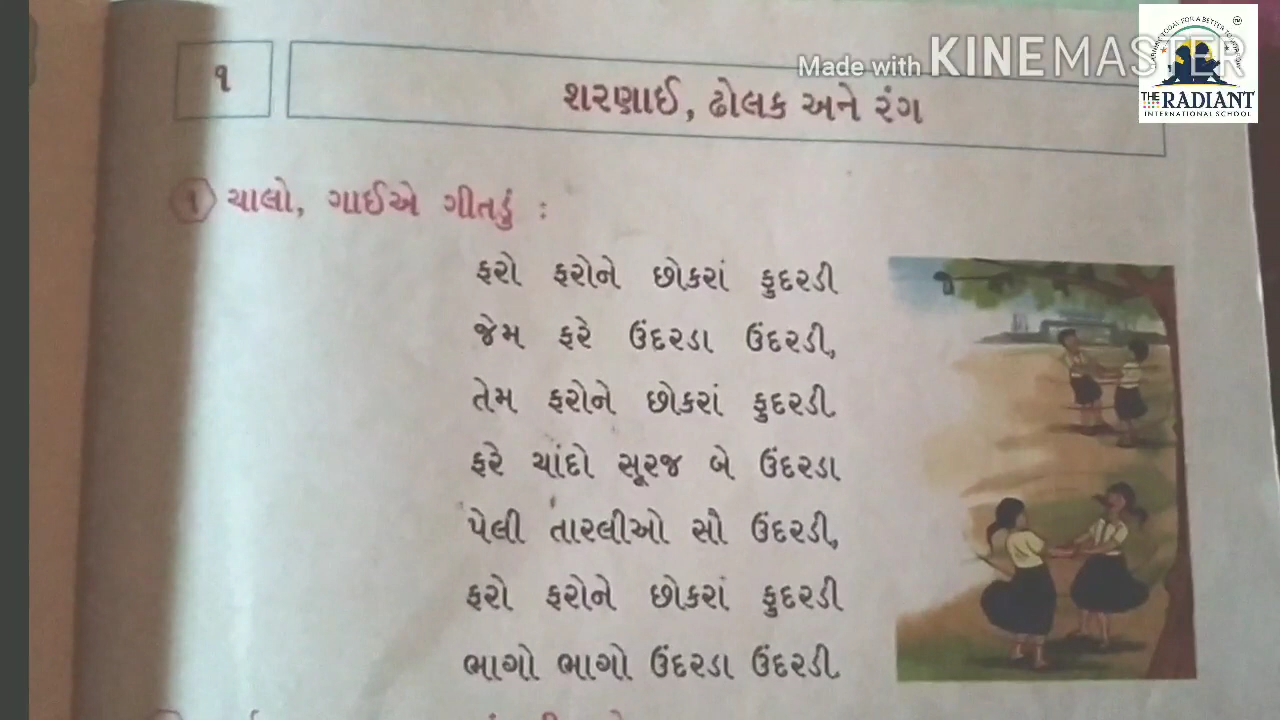 Made with KINEMASTER
THE RADIANT
INTERNATIONAL SCHOOL
૧
શરણાઈ, ઢોલક અને રંગ
૧ ચાલો, ગાઈએ ગીતડું :
ફરો ફરોને છોકરાં ફુદરડી
જેમ ફરે ઉંદરડા ઉંદરડી,
તેમ ફરોને છોકરાં ફુદરડી.
ફરે ચાંદો સૂરજ બે ઉંદરડા
પેલી તારલીઓ સૌ ઉંદરડી,
ફરો ફરોને છોકરાં ફુદરડી
ભાગો ભાગો ઉંદરડા ઉંદરડી.